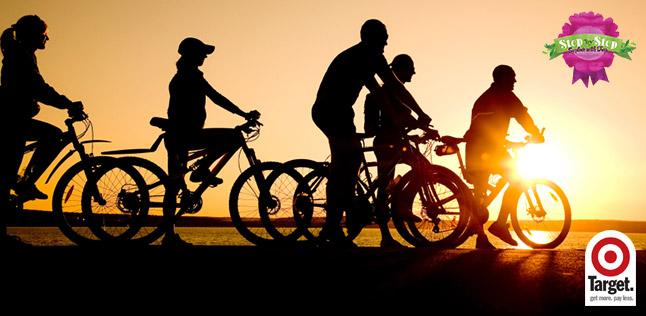 Step by Step
Target.
get more. pay less.